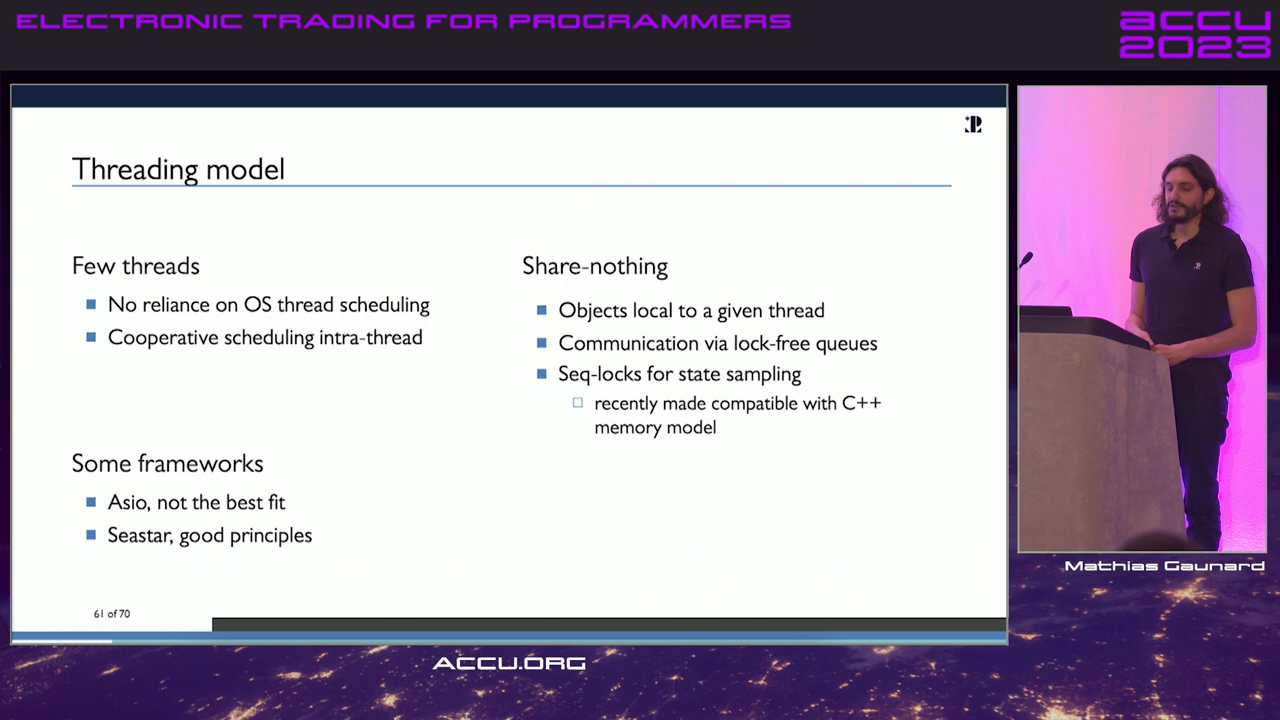 ELECTRONIC TRADING FOR PROGRAMMERS
accu
2023
Threading model
Few threads
No reliance on OS thread scheduling
Cooperative scheduling intra-thread
Some frameworks
Asio, not the best fit
Seastar, good principles
Share-nothing
Objects local to a given thread
Communication via lock-free queues
Seq-locks for state sampling
recently made compatible with C++
memory model
61 of 70
Mathias Gaunard
ACCU.ORG